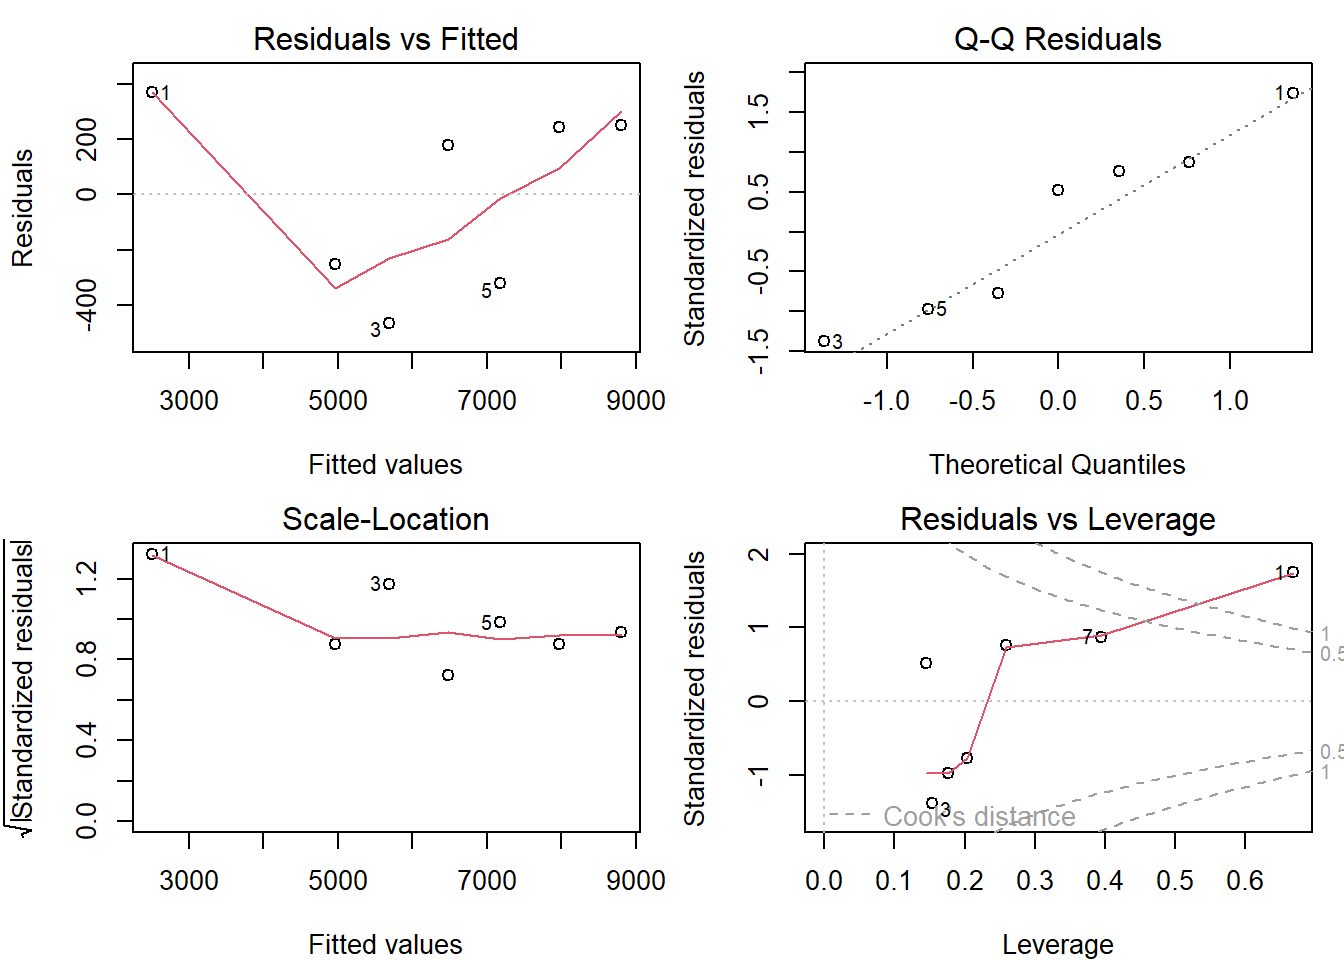 Residuals vs Fitted
Residuals
200
0
-400
1
3
5
3000 5000 7000 9000
Fitted values
Q-Q Residuals
Standardized residuals
1.5
0.5
-0.5
-1.5
1
5
3
-1.0 -0.5 0.0 0.5 1.0
Theoretical Quantiles
Scale-Location
√|Standardized residuals|
1.2
0.8
0.4
0.0
1
3
5
3000 5000 7000 9000
Fitted values
Residuals vs Leverage
Standardized residuals
2
1
0
-1
1
7
3
1
0.5
0.5
1
Cook's distance
0.0 0.1 0.2 0.3 0.4 0.5 0.6
Leverage